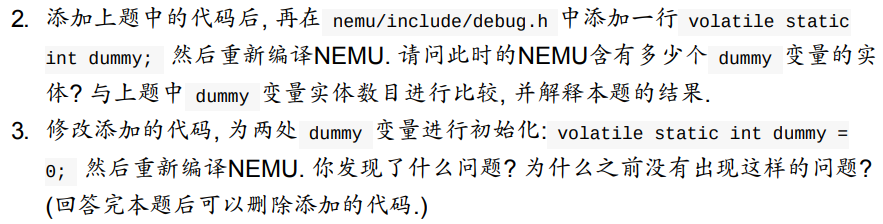 2. 添加上题中的代码后, 再在 nemu/include/debug.h 中添加一行 volatile static
int dummy; 然后重新编译NEMU. 请问此时的NEMU含有多少个 dummy 变量的实
体? 与上题中 dummy 变量实体数目进行比较, 并解释本题的结果.
3. 修改添加的代码, 为两处 dummy 变量进行初始化: volatile static int dummy =
0; 然后重新编译NEMU. 你发现了什么问题? 为什么之前没有出现这样的问题?
(回答完本题后可以删除添加的代码.)